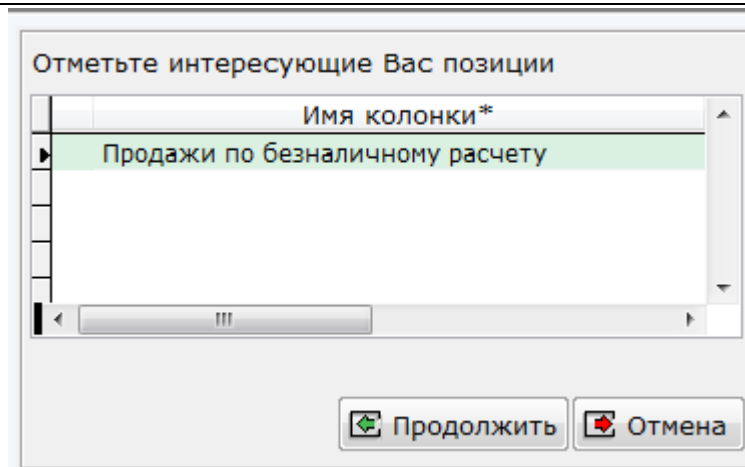 Отметьте интересующие Вас позиции
Имя колонки*
Продажи по безналичному расчету
Продолжить Отмена